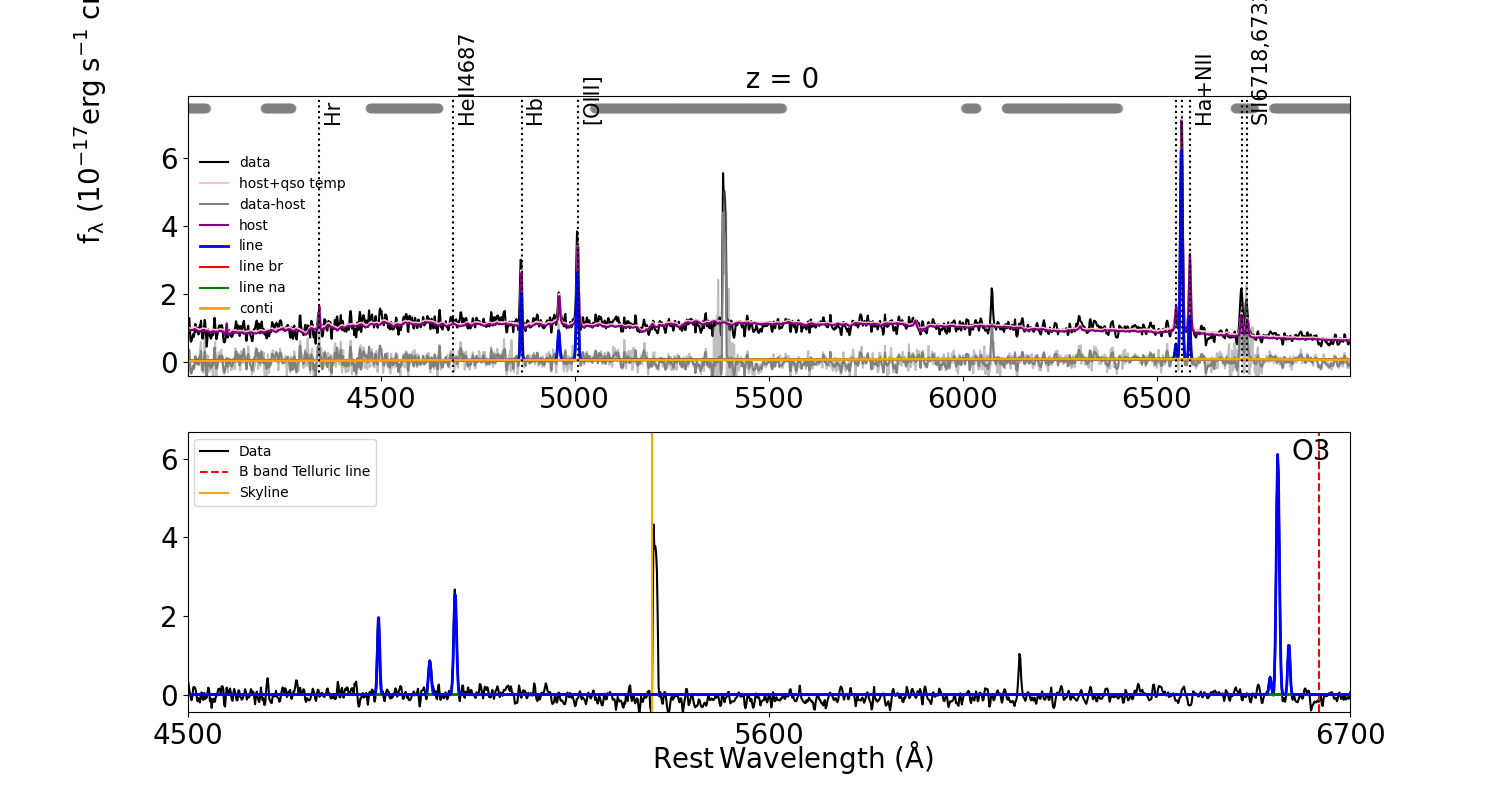 z = 0
f_λ (10^−17 erg s^−1
Hr
HeII4687
Hb
[OIII]
Ha+NII
SII6718,673
data
host+qso temp
data-host
host
line
line br
line na
conti
6
4
2
0
4500 5000 5500 6000 6500
Data
B band Telluric line
Skyline
O3
6
4
2
0
4500 5600 6700
Rest Wavelength (Å)